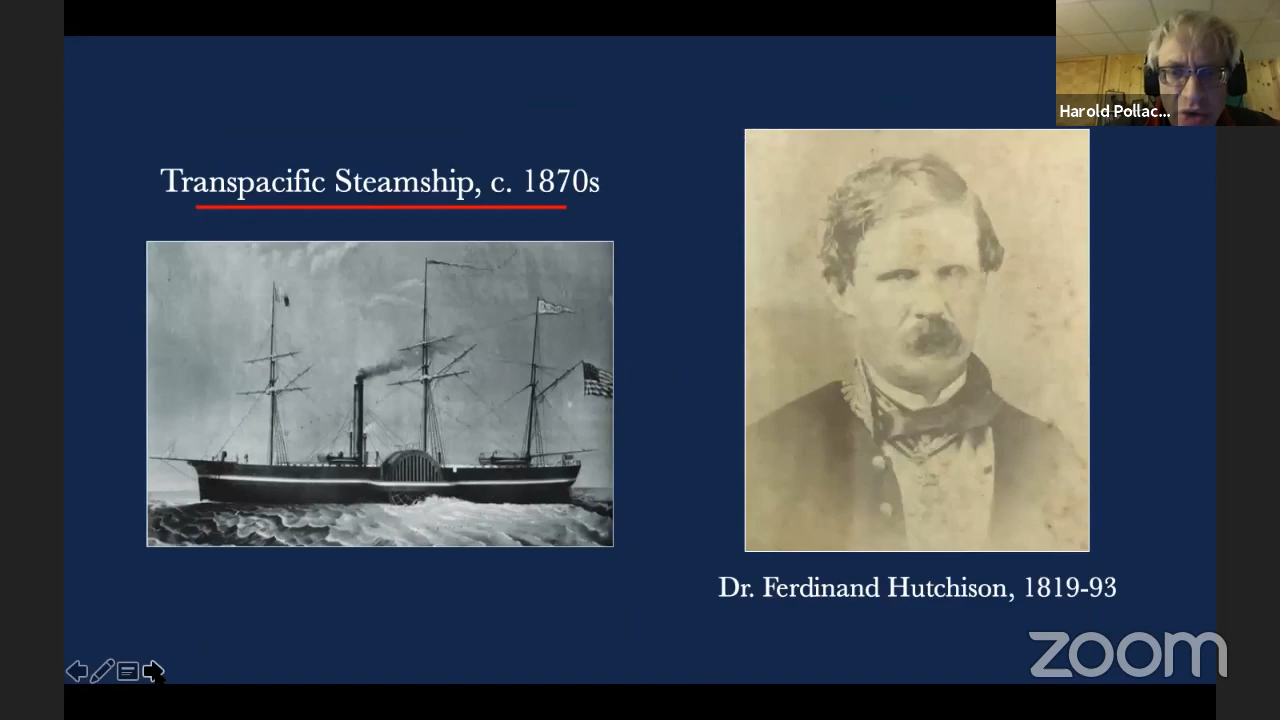 Harold Pollac...
Transpacific Steamship, c. 1870s
Dr. Ferdinand Hutchison, 1819-93
zoom